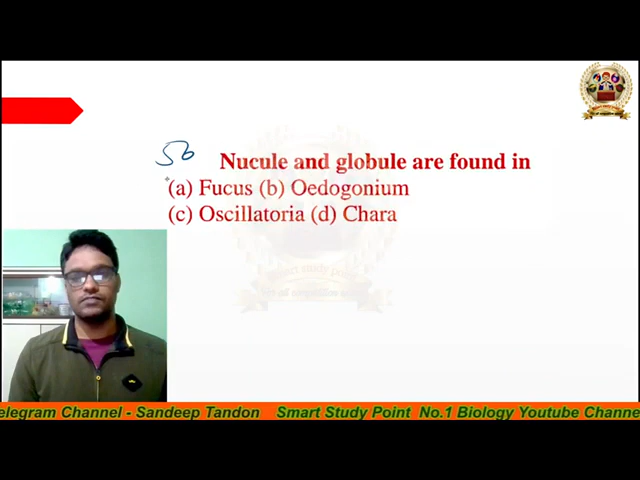 56
Nucule and globule are found in
(a) Fucus (b) Oedogonium
(c) Oscillatoria (d) Chara
elegram Channel - Sandeep Tandon Smart Study Point No.1 Biology Youtube Channe